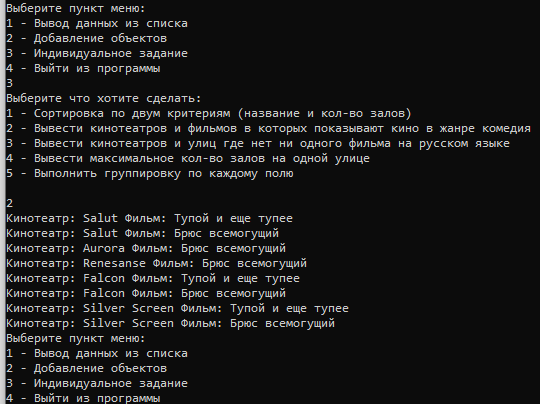 Выберите пункт меню:
1 - Вывод данных из списка
2 - Добавление объектов
3 - Индивидуальное задание
4 - Выйти из программы
3
Выберите что хотите сделать:
1 - Сортировка по двум критериям (название и кол-во залов)
2 - Вывести кинотеатров и фильмов в которых показывают кино в жанре комедия
3 - Вывести кинотеатров и улиц где нет ни одного фильма на русском языке
4 - Вывести максимальное кол-во залов на одной улице
5 - Выполнить группировку по каждому полю
2
Кинотеатр: Salut Фильм: Тупой и еще тупее
Кинотеатр: Salut Фильм: Брюс всемогущий
Кинотеатр: Aurora Фильм: Брюс всемогущий
Кинотеатр: Renesanse Фильм: Брюс всемогущий
Кинотеатр: Falcon Фильм: Тупой и еще тупее
Кинотеатр: Falcon Фильм: Брюс всемогущий
Кинотеатр: Silver Screen Фильм: Тупой и еще тупее
Кинотеатр: Silver Screen Фильм: Брюс всемогущий
Выберите пункт меню:
1 - Вывод данных из списка
2 - Добавление объектов
3 - Индивидуальное задание
4 - Выйти из программы